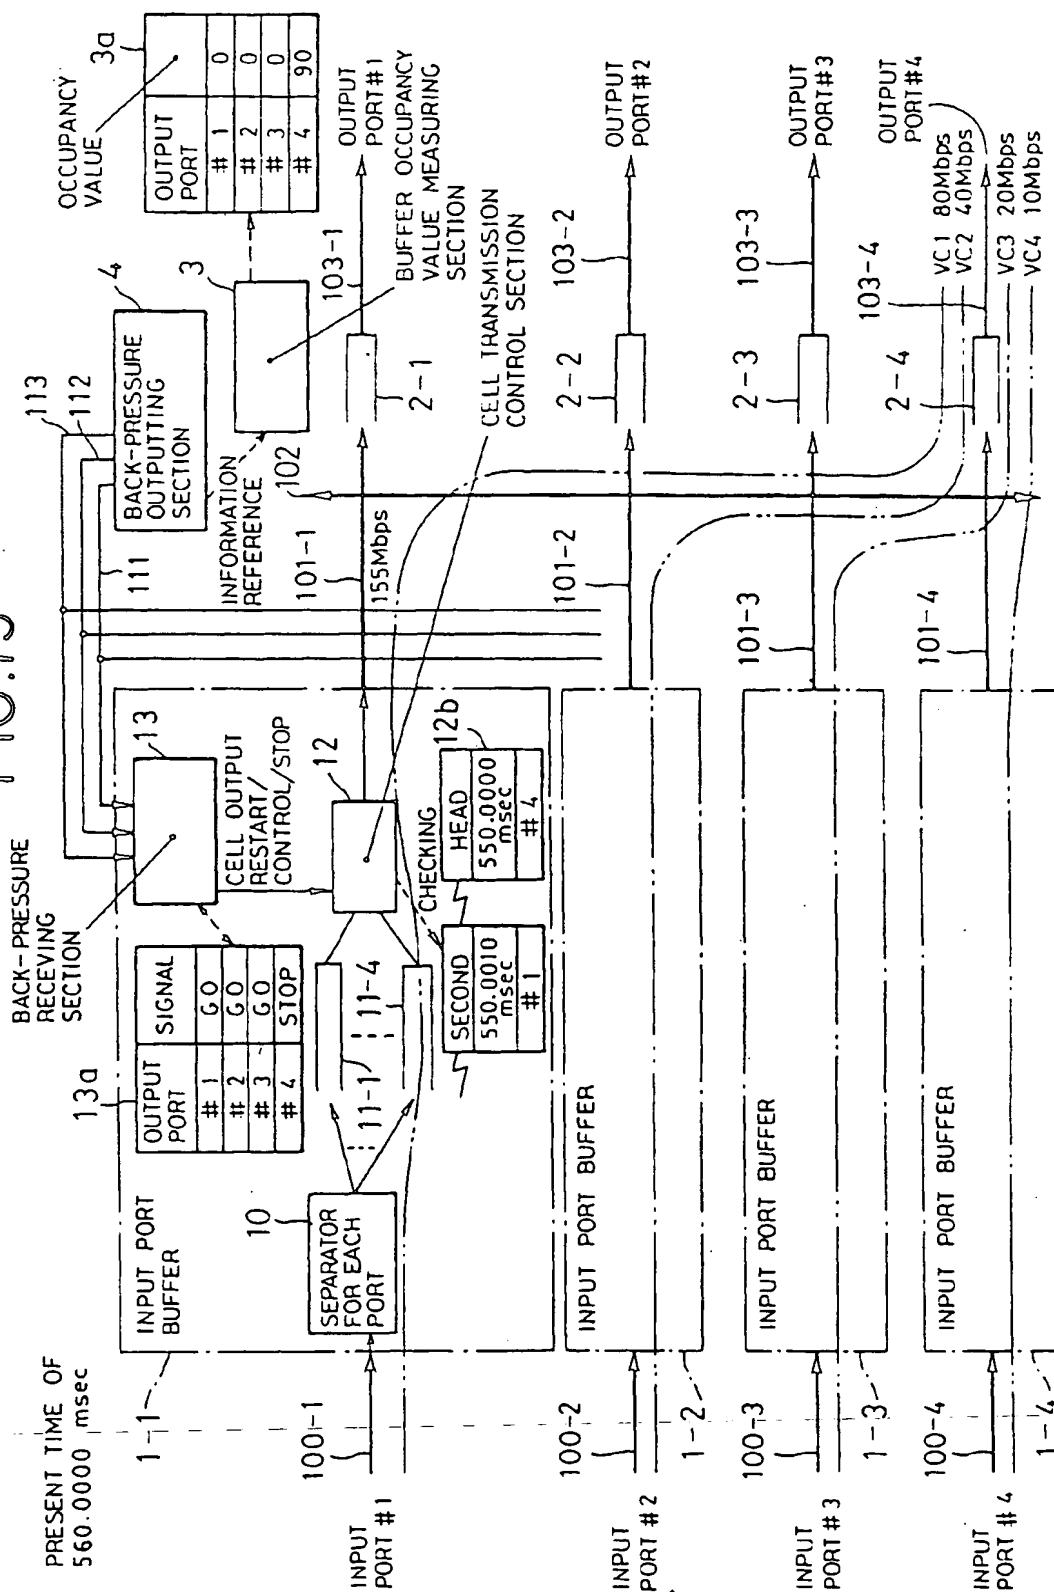 PRESENT TIME OF
560.0000 msec
BACK-PRESSURE
RECEVING
SECTION
113
112
111
4
BACK-PRESSURE
OUTPUTTING
SECTION
OCCUPANCY
VALUE
3a
OUTPUT
PORT
# 1 0
# 2 0
# 3 0
# 4 90
3
INFORMATION
REFERENCE
102
BUFFER OCCUPANCY
VALUE MEASURING
SECTION
CELL TRANSMISSION
CONTROL SECTION
1-1
INPUT PORT
BUFFER
13a
OUTPUT
PORT
SIGNAL
# 1 GO
# 2 GO
# 3 GO
# 4 STOP
13
CELL OUTPUT
RESTART/
CONTROL/STOP
12
10
SEPARATOR
FOR EACH
PORT
11-1
11-4
CHECKING
12b
SECOND
550.0010
msec
# 1
HEAD
550.0000
msec
# 4
INPUT
PORT #1
100-1
101-1
155Mbps
2-1
103-1
OUTPUT
PORT#1
INPUT
PORT #2
100-2
1-2
INPUT PORT BUFFER
101-2
2-2
103-2
OUTPUT
PORT#2
INPUT
PORT #3
100-3
1-3
INPUT PORT BUFFER
101-3
2-3
103-3
OUTPUT
PORT#3
INPUT
PORT #4
100-4
1-4
INPUT PORT BUFFER
101-4
2-4
103-4
OUTPUT
PORT#4
VC1 80Mbps
VC2 40Mbps
VC3 20Mbps
VC4 10Mbps